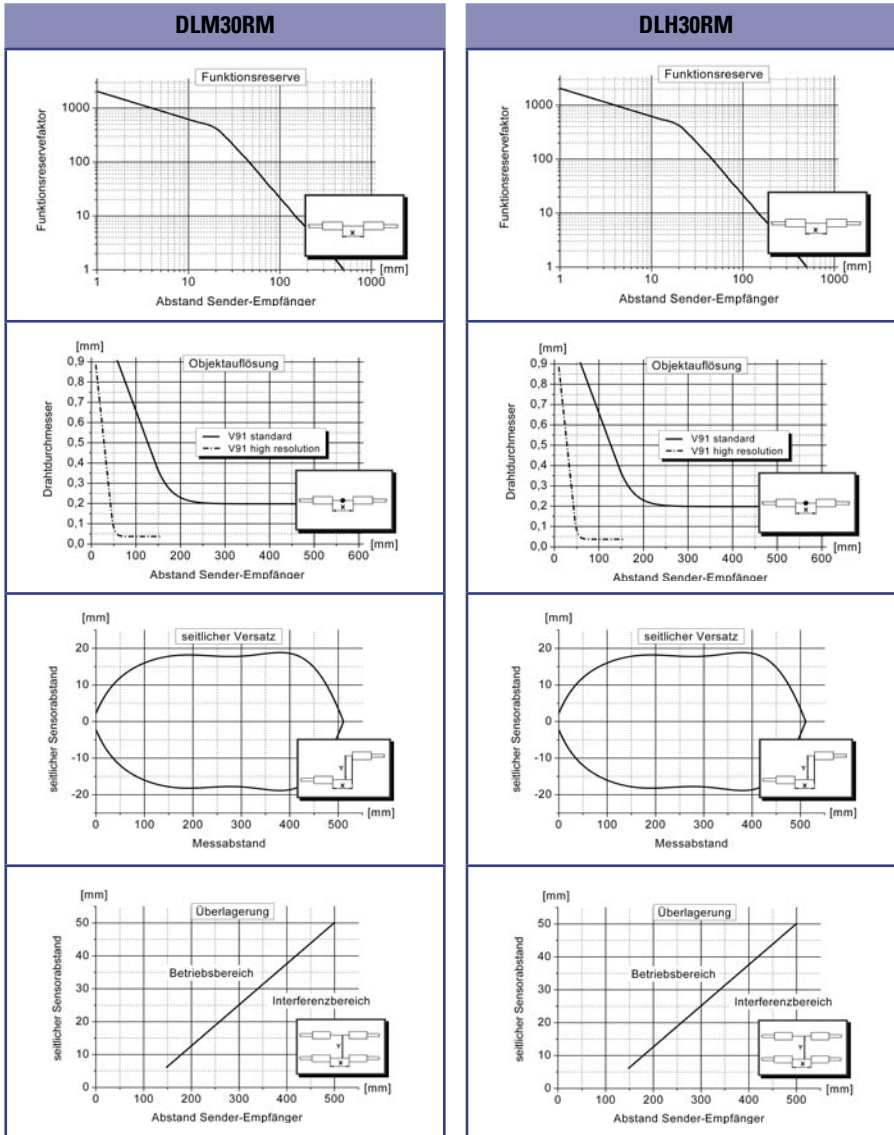 DLM30RM
Funktionsreserve
Funktionsreservefaktor
1000
100
10
1
1 10 100 1000
[mm]
Abstand Sender-Empfänger
X
[mm]
Objektauflösung
Drahtdurchmesser
0,9
0,8
0,7
0,6
0,5
0,4
0,3
0,2
0,1
0,0
V91 standard
V91 high resolution
X
0 100 200 300 400 500 600
[mm]
Abstand Sender-Empfänger
[mm]
seitlicher Versatz
seitlicher Sensorabstand
20
10
0
-10
-20
Y
X
0 100 200 300 400 500
[mm]
Messabstand
[mm]
Überlagerung
seitlicher Sensorabstand
50
40
30
20
10
0
Betriebsbereich
Interferenzbereich
Y
X
0 100 200 300 400 500
[mm]
Abstand Sender-Empfänger
DLH30RM
Funktionsreserve
Funktionsreservefaktor
1000
100
10
1
1 10 100 1000
[mm]
Abstand Sender-Empfänger
X
[mm]
Objektauflösung
Drahtdurchmesser
0,9
0,8
0,7
0,6
0,5
0,4
0,3
0,2
0,1
0,0
V91 standard
V91 high resolution
X
0 100 200 300 400 500 600
[mm]
Abstand Sender-Empfänger
[mm]
seitlicher Versatz
seitlicher Sensorabstand
20
10
0
-10
-20
Y
X
0 100 200 300 400 500
[mm]
Messabstand
[mm]
Überlagerung
seitlicher Sensorabstand
50
40
30
20
10
0
Betriebsbereich
Interferenzbereich
Y
X
0 100 200 300 400 500
[mm]
Abstand Sender-Empfänger